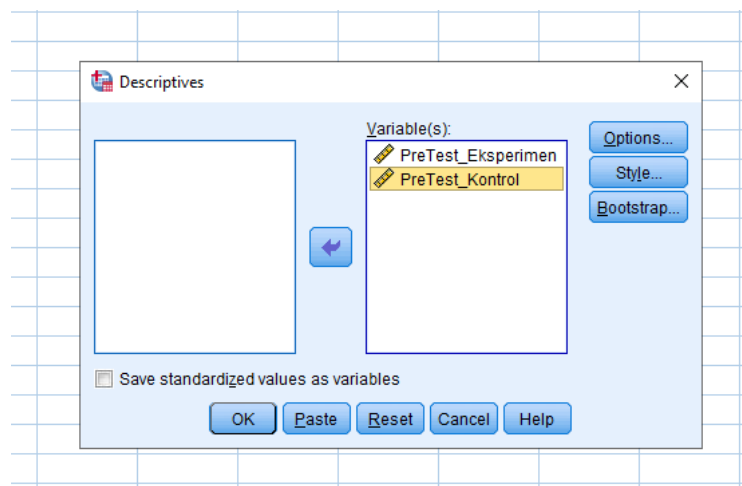 Descriptives
Variable(s):
PreTest_Eksperimen
PreTest_Kontrol
Options...
Style...
Bootstrap...
Save standardized values as variables
OK Paste Reset Cancel Help